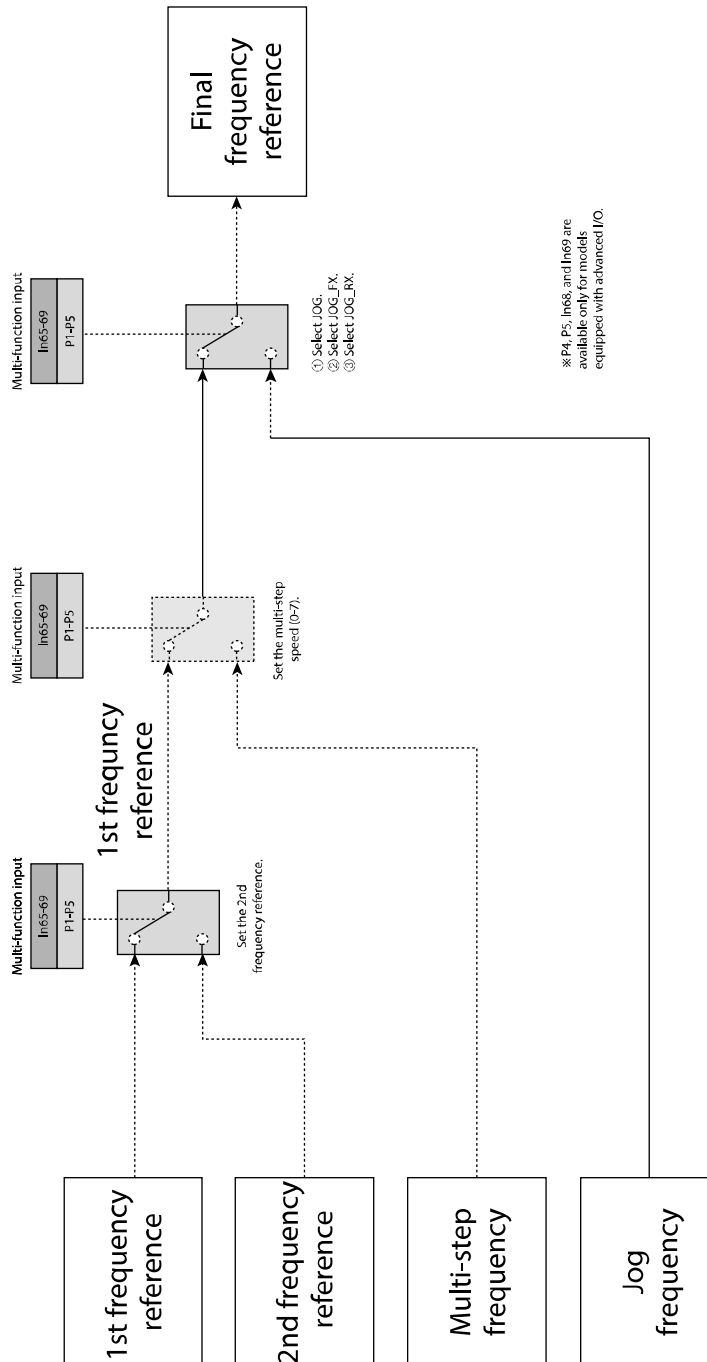 1st frequency
reference
2nd frequency
reference
Multi-step
frequency
Jog
frequency
Multi-function input
In65-69
P1-P5
Set the 2nd
frequency reference.
1st frequncy
reference
Multi-function input
In65-69
P1-P5
Set the multi-step
speed (0-7).
Multi-function input
In65-69
P1-P5
① Select JOG.
② Select JOG_FX.
③ Select JOG_RX.
Final
frequency
reference
※P4, P5, In68, and In69 are
available only for models
equipped with advanced I/O.